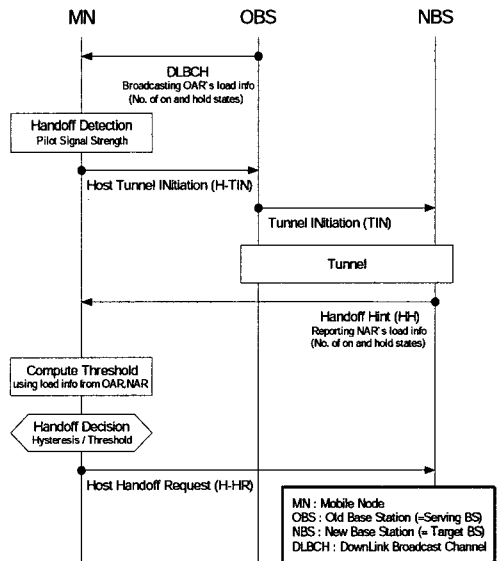 MN OBS NBS
DLBCH
Broadcasting OAR's load info
(No. of on and hold states)
Handoff Detection
Pilot Signal Strength
Host Tunnel INitiation (H-TIN)
Tunnel INitiation (TIN)
Tunnel
Handoff Hint (HH)
Reporting NAR's load info
(No. of on and hold states)
Compute Threshold
using load info from OAR,NAR
Handoff Decision
Hysteresis / Threshold
Host Handoff Request (H-HR)
MN : Mobile Node
OBS : Old Base Station (=Serving BS)
NBS : New Base Station (= Target BS)
DLBCH : DownLink Broadcast Channel